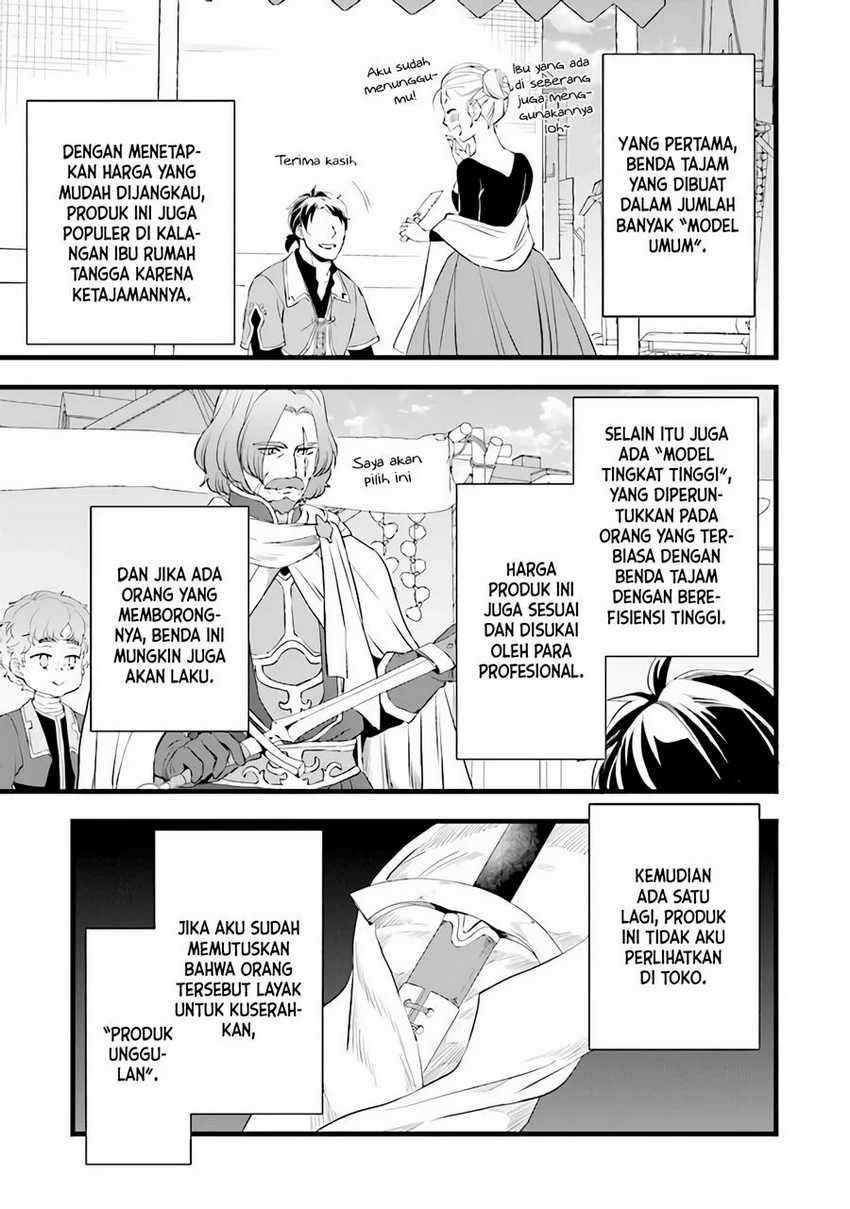 YANG PERTAMA,
BENDA TAJAM
YANG DIBUAT
DALAM JUMLAH
BANYAK "MODEL
UMUM".
Ibu yang ada
di seberang
juga meng-
gunakannya
loh~
Aku sudah
menunggu-
mu!
Terima kasih
DENGAN MENETAP-
KAN HARGA YANG
MUDAH DIJANGKAU,
PRODUK INI JUGA
POPULER DI KALA-
NGAN IBU RUMAH
TANGGA KARENA
KETAJAMANNYA.
SELAIN ITU JUGA
ADA "MODEL
TINGKAT TINGGI",
YANG DIPERUN-
TUKKAN PADA
ORANG YANG TER-
BIASA DENGAN
BENDA TAJAM
DENGAN BERE-
FISIENSI TINGGI.
HARGA
PRODUK INI
JUGA SESUAI
DAN DISUKAI
OLEH PARA
PROFESIONAL.
Saya akan
pilih ini
DAN JIKA ADA
ORANG YANG
MEMBORONG-
NYA, BENDA INI
MUNGKIN JUGA
AKAN LAKU.
KEMUDIAN
ADA SATU
LAGI, PRODUK
INI TIDAK AKU
PERLIHATKAN
DI TOKO.
JIKA AKU SUDAH
MEMUTUSKAN
BAHWA ORANG
TERSEBUT LAYAK
UNTUK KUSERAH-
KAN,
"PRODUK
UNGGU-
LAN".